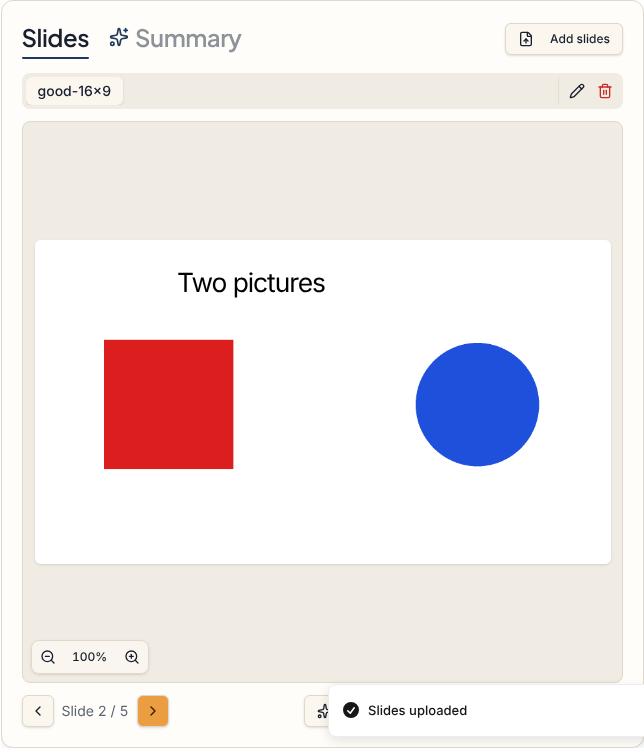 Slides
Summary
Add slides
good-16×9
Two pictures
100%
Slide 2 / 5
Slides uploaded